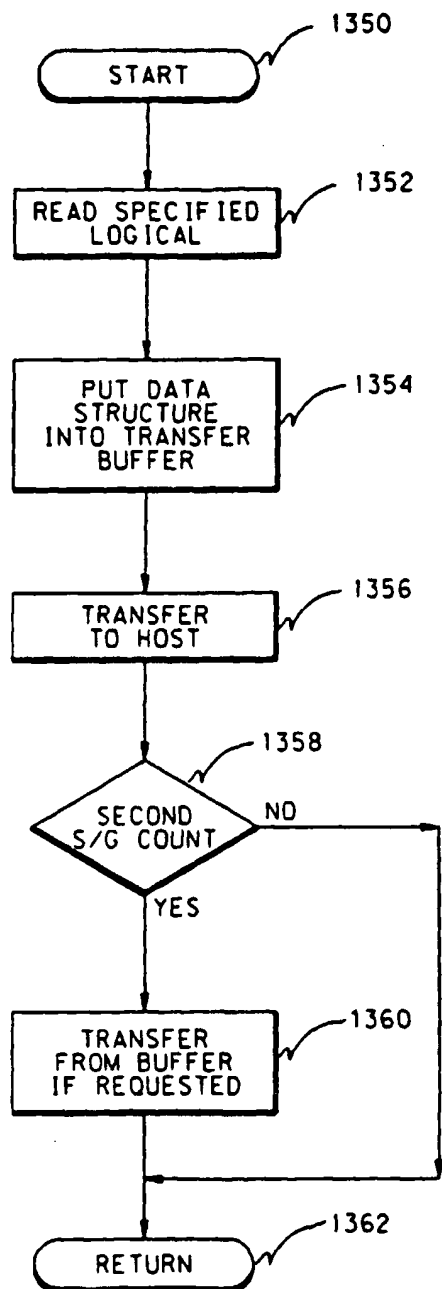 1350
START
1352
READ SPECIFIED
LOGICAL
1354
PUT DATA
STRUCTURE
INTO TRANSFER
BUFFER
1356
TRANSFER
TO HOST
1358
SECOND
S/G COUNT
NO
YES
1360
TRANSFER
FROM BUFFER
IF REQUESTED
1362
RETURN